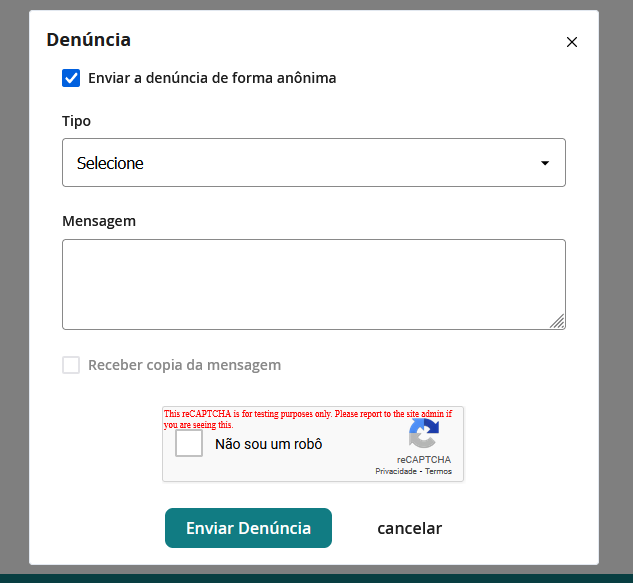 Denúncia
Enviar a denúncia de forma anônima
Tipo
Selecione
Mensagem
Receber copia da mensagem
This reCAPTCHA is for testing purposes only. Please report to the site admin if
you are seeing this.
Não sou um robô
reCAPTCHA
Privacidade - Termos
Enviar Denúncia
cancelar